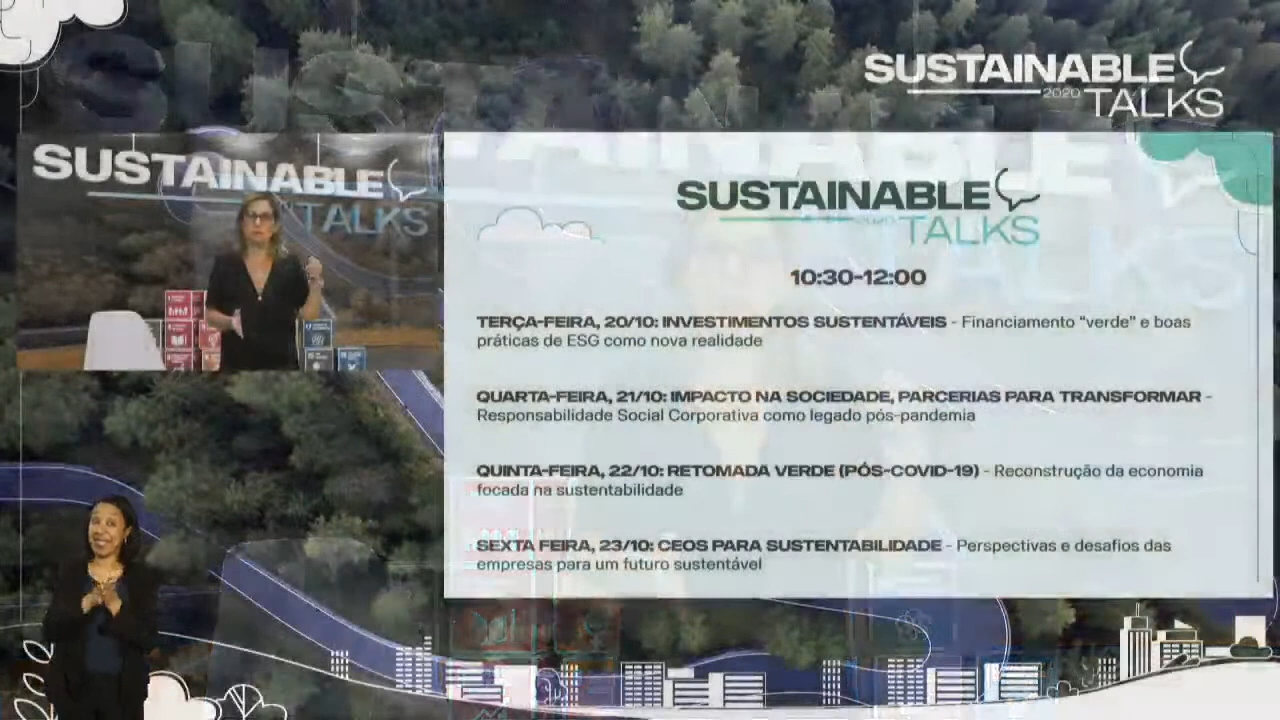 SUSTAINABLE
2020 TALKS
SUSTAINABLE
TALKS
SUSTAINABLE
2020 TALKS
10:30-12:00
TERÇA-FEIRA, 20/10: INVESTIMENTOS SUSTENTÁVEIS - Financiamento "verde" e boas
práticas de ESG como nova realidade
QUARTA-FEIRA, 21/10: IMPACTO NA SOCIEDADE, PARCERIAS PARA TRANSFORMAR -
Responsabilidade Social Corporativa como legado pós-pandemia
QUINTA-FEIRA, 22/10: RETOMADA VERDE (PÓS-COVID-19) - Reconstrução da economia
focada na sustentabilidade
SEXTA FEIRA, 23/10: CEOS PARA SUSTENTABILIDADE - Perspectivas e desafios das
empresas para um futuro sustentável